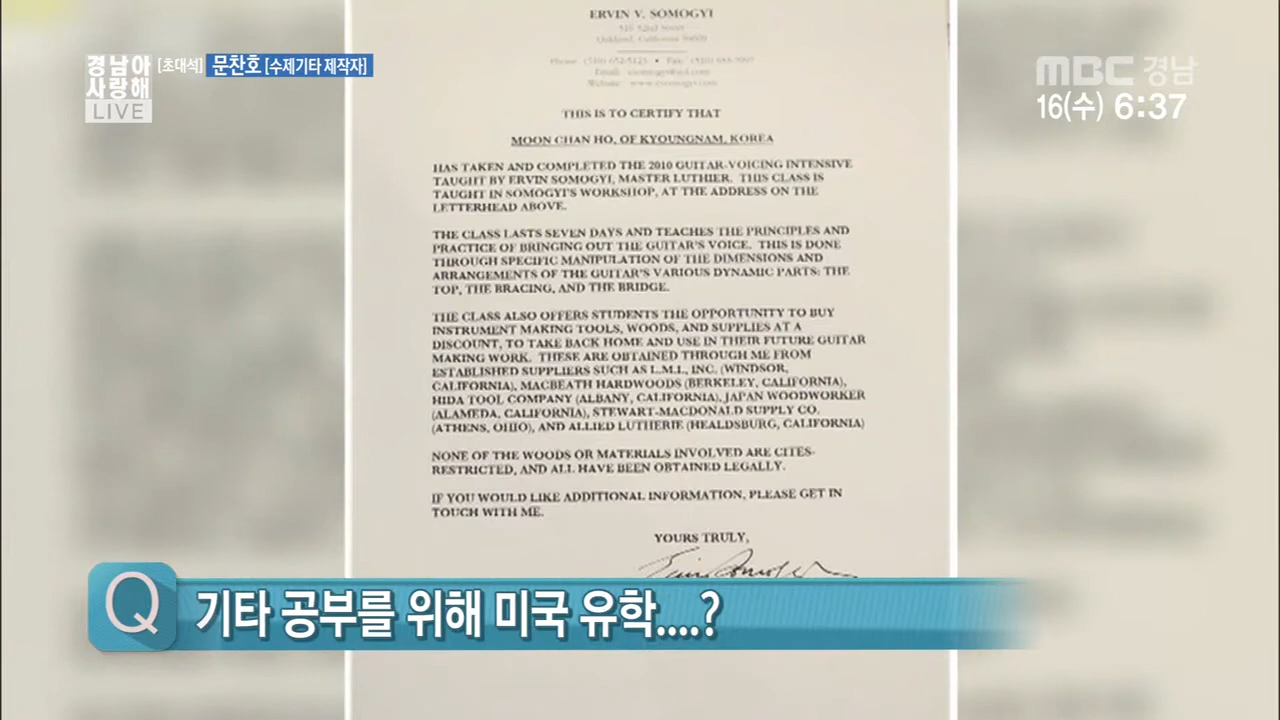 경남아
사랑해
LIVE
[초대석] 문찬호 [수제기타 제작자]
MBC 경남
16(수) 6:37
ERVIN V. SOMOGYI
Oakland, California
THIS IS TO CERTIFY THAT
MOON CHAN HO, OF KYOUNGNAM, KOREA
HAS TAKEN AND COMPLETED THE 2010 GUITAR-VOICING INTENSIVE
TAUGHT BY ERVIN SOMOGYI, MASTER LUTHIER. THIS CLASS IS
TAUGHT IN SOMOGYI'S WORKSHOP, AT THE ADDRESS ON THE
LETTERHEAD ABOVE.
THE CLASS LASTS SEVEN DAYS AND TEACHES THE PRINCIPLES AND
PRACTICE OF BRINGING OUT THE GUITAR'S VOICE. THIS IS DONE
THROUGH SPECIFIC MANIPULATION OF THE DIMENSIONS AND
ARRANGEMENTS OF THE GUITAR'S VARIOUS DYNAMIC PARTS: THE
TOP, THE BRACING, AND THE BRIDGE.
THE CLASS ALSO OFFERS STUDENTS THE OPPORTUNITY TO BUY
INSTRUMENT MAKING TOOLS, WOODS, AND SUPPLIES AT A
DISCOUNT, TO TAKE BACK HOME AND USE IN THEIR FUTURE GUITAR
MAKING WORK. THESE ARE OBTAINED THROUGH ME FROM
ESTABLISHED SUPPLIERS SUCH AS L.M.I., INC. (WINDSOR,
CALIFORNIA), MACBEATH HARDWOODS (BERKELEY, CALIFORNIA),
HIDA TOOL COMPANY (ALBANY, CALIFORNIA), JAPAN WOODWORKER
(ALAMEDA, CALIFORNIA), STEWART-MACDONALD SUPPLY CO.
(ATHENS, OHIO), AND ALLIED LUTHERIE (HEALDSBURG, CALIFORNIA)
NONE OF THE WOODS OR MATERIALS INVOLVED ARE CITES-
RESTRICTED, AND ALL HAVE BEEN OBTAINED LEGALLY.
IF YOU WOULD LIKE ADDITIONAL INFORMATION, PLEASE GET IN
TOUCH WITH ME.
YOURS TRULY,
Q 기타 공부를 위해 미국 유학....?